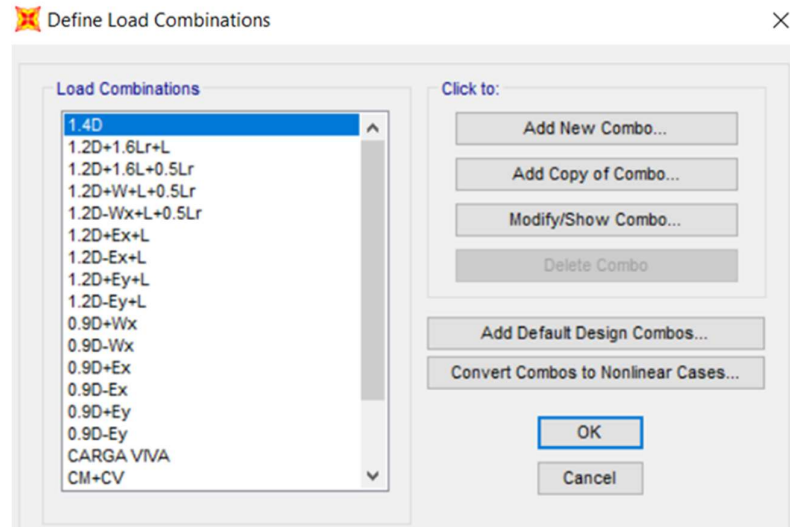 Define Load Combinations
Load Combinations
1.4D
1.2D+1.6Lr+L
1.2D+1.6L+0.5Lr
1.2D+W+L+0.5Lr
1.2D-Wx+L+0.5Lr
1.2D+Ex+L
1.2D-Ex+L
1.2D+Ey+L
1.2D-Ey+L
0.9D+Wx
0.9D-Wx
0.9D+Ex
0.9D-Ex
0.9D+Ey
0.9D-Ey
CARGA VIVA
CM+CV
Click to:
Add New Combo...
Add Copy of Combo...
Modify/Show Combo...
Delete Combo
Add Default Design Combos...
Convert Combos to Nonlinear Cases...
OK
Cancel